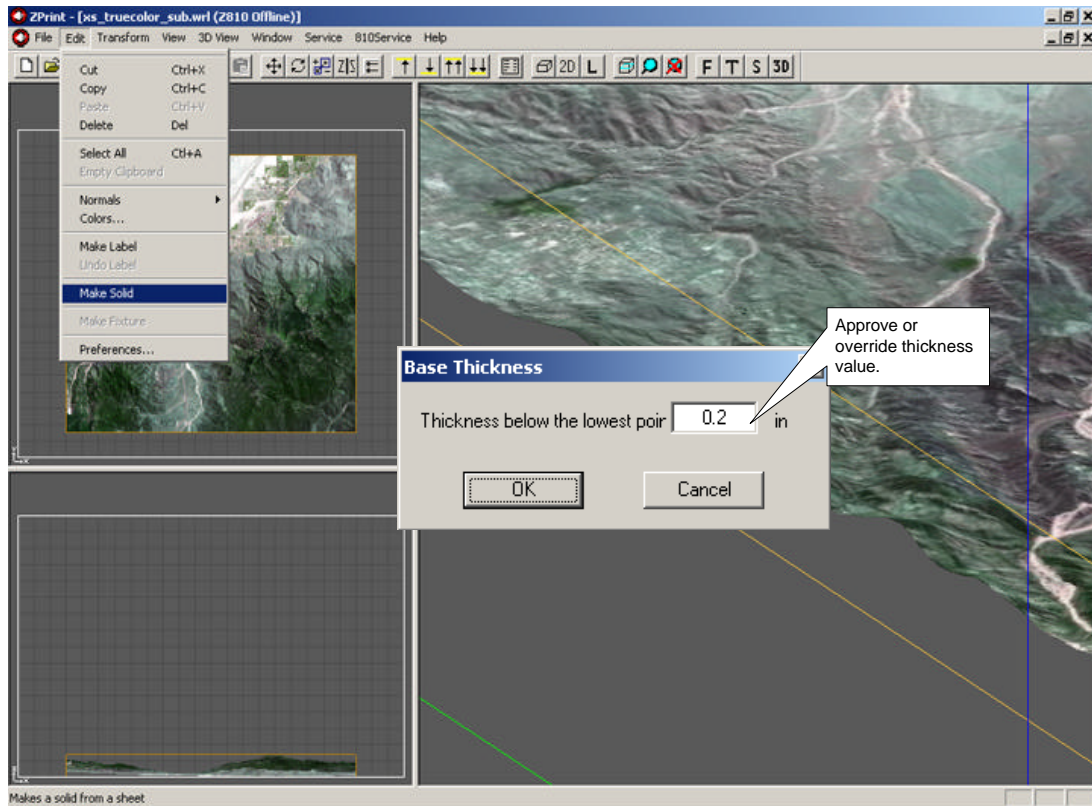 ZPrint - [xs_truecolor_sub.wrl (Z810 Offline)]
File Edit Transform View 3D View Window Service 810Service Help
2D L F T S 3D
Cut Ctrl+X
Copy Ctrl+C
Paste Ctrl+V
Delete Del
Select All Ctl+A
Empty Clipboard
Normals
Colors...
Make Label
Undo Label
Make Solid
Make Fixture
Preferences...
Base Thickness
Thickness below the lowest poir 0.2 in
OK Cancel
Approve or
override thickness
value.
Makes a solid from a sheet